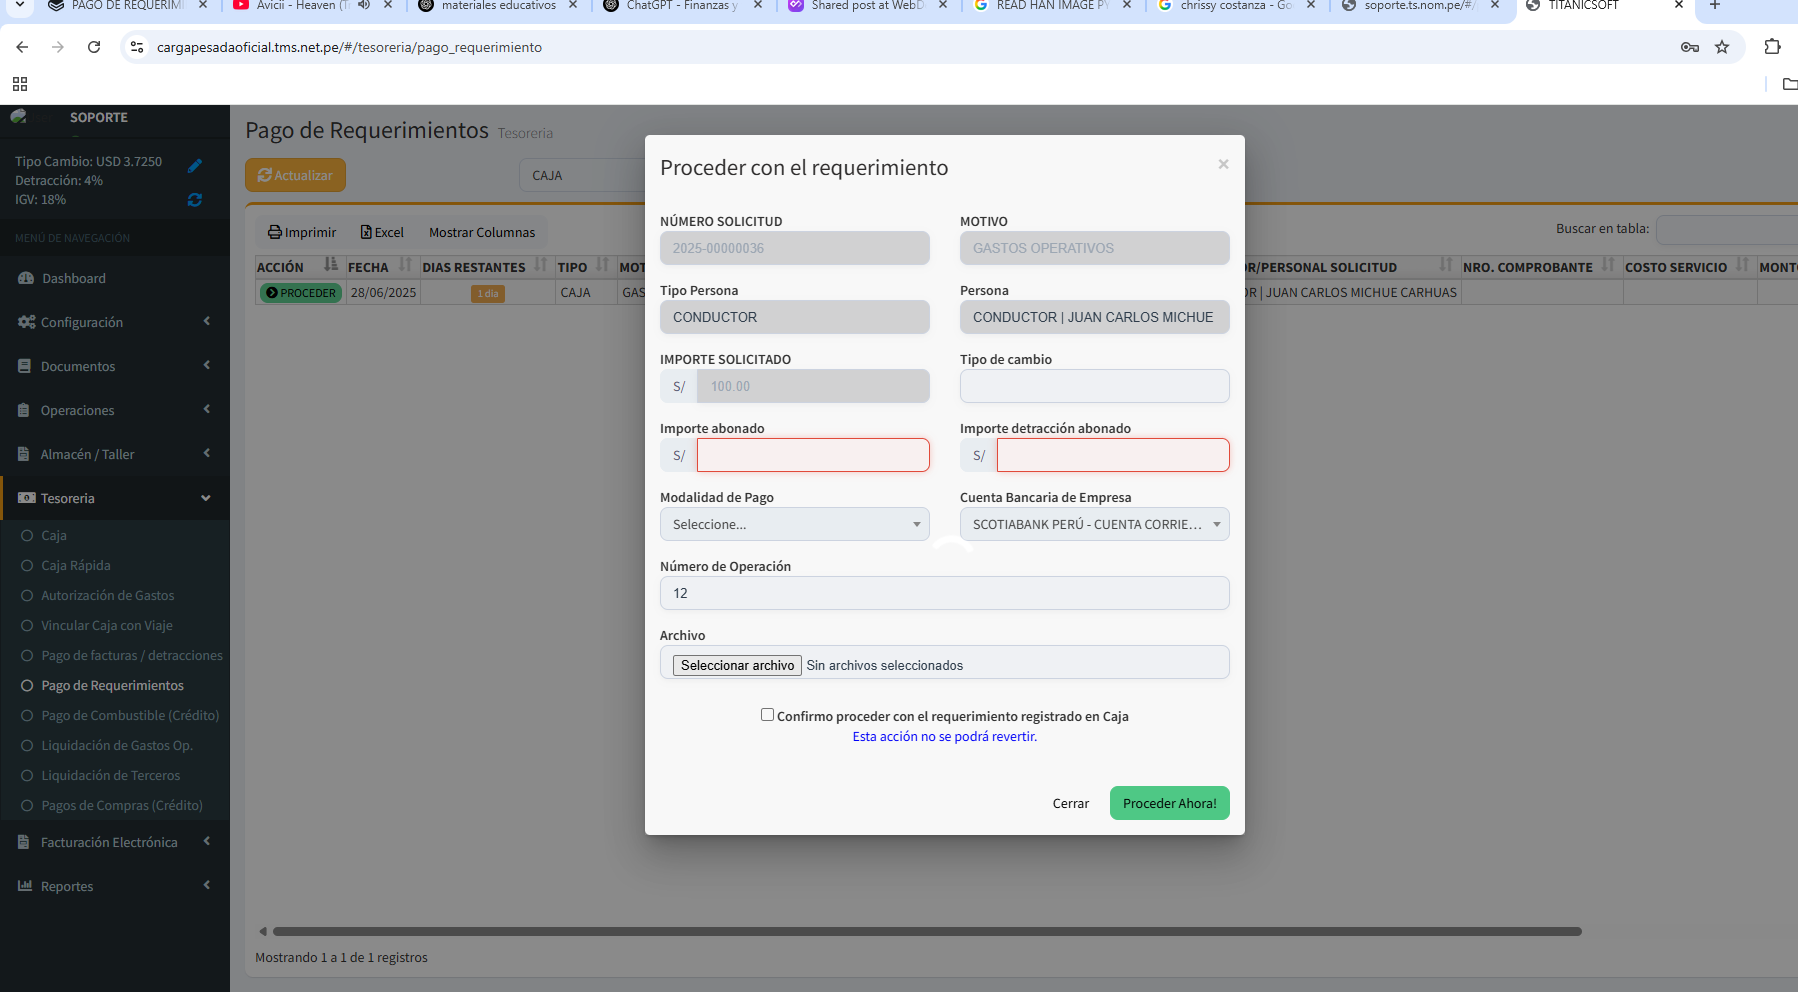 PAGO DE REQUERIMI
Avicii - Heaven (T
materiales educativos
ChatGPT - Finanzas y
Shared post at WebD
READ HAN IMAGE PY
chrissy costanza - Go
soporte.ts.nom.pe/#/
TITANICSOFT
cargapesadaoficial.tms.net.pe/#/tesoreria/pago_requerimiento
SOPORTE
Tipo Cambio: USD 3.7250
Detracción: 4%
IGV: 18%
MENÚ DE NAVEGACIÓN
Dashboard
Configuración
Documentos
Operaciones
Almacén / Taller
Tesoreria
Caja
Caja Rápida
Autorización de Gastos
Vincular Caja con Viaje
Pago de facturas / detracciones
Pago de Requerimientos
Pago de Combustible (Crédito)
Liquidación de Gastos Op.
Liquidación de Terceros
Pagos de Compras (Crédito)
Facturación Electrónica
Reportes
Pago de Requerimientos Tesoreria
Actualizar
CAJA
Imprimir Excel Mostrar Columnas
Buscar en tabla:
ACCIÓN FECHA DIAS RESTANTES TIPO MOT R/PERSONAL SOLICITUD NRO. COMPROBANTE COSTO SERVICIO MONT
PROCEDER 28/06/2025 1 día CAJA GAS OR | JUAN CARLOS MICHUE CARHUAS
Mostrando 1 a 1 de 1 registros
Proceder con el requerimiento
×
NÚMERO SOLICITUD MOTIVO
2025-00000036 GASTOS OPERATIVOS
Tipo Persona Persona
CONDUCTOR CONDUCTOR | JUAN CARLOS MICHUE
IMPORTE SOLICITADO Tipo de cambio
S/ 100.00
Importe abonado Importe detracción abonado
S/ S/
Modalidad de Pago Cuenta Bancaria de Empresa
Seleccione... SCOTIABANK PERÚ - CUENTA CORRIE...
Número de Operación
12
Archivo
Seleccionar archivo Sin archivos seleccionados
Confirmo proceder con el requerimiento registrado en Caja
Esta acción no se podrá revertir.
Cerrar Proceder Ahora!